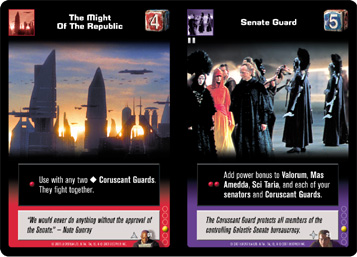 The Might
Of The Republic
4
Use with any two ◆ Coruscant Guards.
They fight together.
"We would never do anything without the approval of
the Senate." – Nute Gunray
Senate Guard
5
Add power bonus to Valorum, Mas
Amedda, Sci Taria, and each of your
senators and Coruscant Guards.
The Coruscant Guard protects all members of the
controlling Galactic Senate bureaucracy.